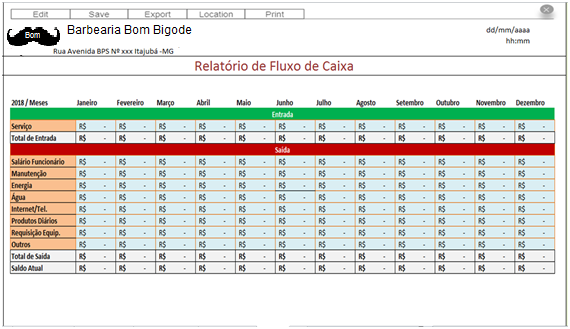 Edit Save Export Location Print
Bom
Barbearia Bom Bigode
dd/mm/aaaa
hh:mm
Rua Avenida BPS Nº xxx Itajubá -MG
Relatório de Fluxo de Caixa
2018 / Meses Janeiro Fevereiro Março Abril Maio Junho Julho Agosto Setembro Outubro Novembro Dezembro
Entrada
Serviço R$ - R$ - R$ - R$ - R$ - R$ - R$ - R$ - R$ - R$ - R$ - R$ -
Total de Entrada R$ - R$ - R$ - R$ - R$ - R$ - R$ - R$ - R$ - R$ - R$ - R$ -
Saída
Salário Funcionário R$ - R$ - R$ - R$ - R$ - R$ - R$ - R$ - R$ - R$ - R$ - R$ -
Manutenção R$ - R$ - R$ - R$ - R$ - R$ - R$ - R$ - R$ - R$ - R$ - R$ -
Energia R$ - R$ - R$ - R$ - R$ - R$ - R$ - R$ - R$ - R$ - R$ - R$ -
Água R$ - R$ - R$ - R$ - R$ - R$ - R$ - R$ - R$ - R$ - R$ - R$ -
Internet/Tel. R$ - R$ - R$ - R$ - R$ - R$ - R$ - R$ - R$ - R$ - R$ - R$ -
Produtos Diários R$ - R$ - R$ - R$ - R$ - R$ - R$ - R$ - R$ - R$ - R$ - R$ -
Requisição Equip. R$ - R$ - R$ - R$ - R$ - R$ - R$ - R$ - R$ - R$ - R$ - R$ -
Outros R$ - R$ - R$ - R$ - R$ - R$ - R$ - R$ - R$ - R$ - R$ - R$ -
Total de Saída R$ - R$ - R$ - R$ - R$ - R$ - R$ - R$ - R$ - R$ - R$ - R$ -
Saldo Atual R$ - R$ - R$ - R$ - R$ - R$ - R$ - R$ - R$ - R$ - R$ - R$ -